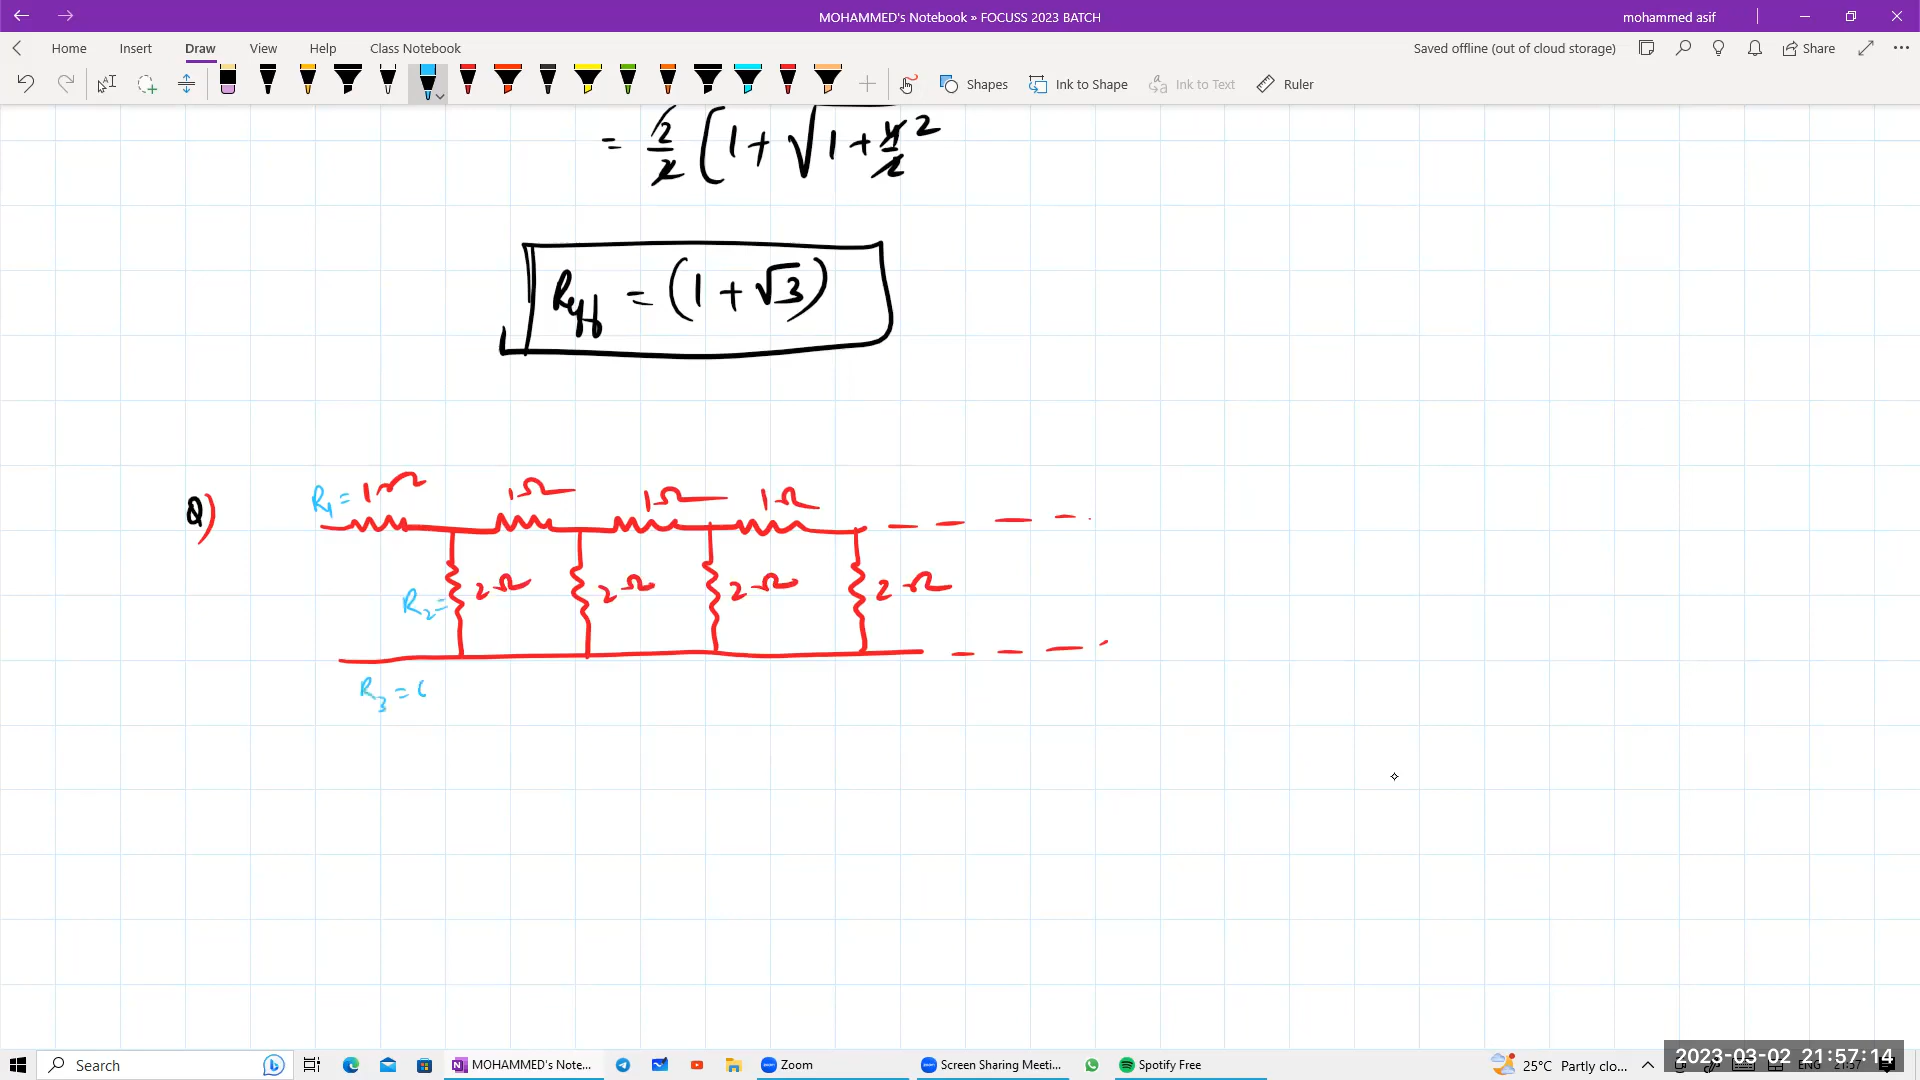 MOHAMMED's Notebook » FOCUSS 2023 BATCH
mohammed asif
Home Insert Draw View Help Class Notebook
Saved offline (out of cloud storage)
Share
Shapes Ink to Shape Ink to Text Ruler
= 2/2 (1 + √1 + 4/2 2
Reff = (1 + √3)
Q)
R1 = 1Ω 1Ω 1Ω 1Ω
R2 = 2Ω 2Ω 2Ω 2Ω
R3 = 0
Search
MOHAMMED's Note...
Zoom
Screen Sharing Meeti...
Spotify Free
25°C Partly clo...
2023-03-02 21:57:14